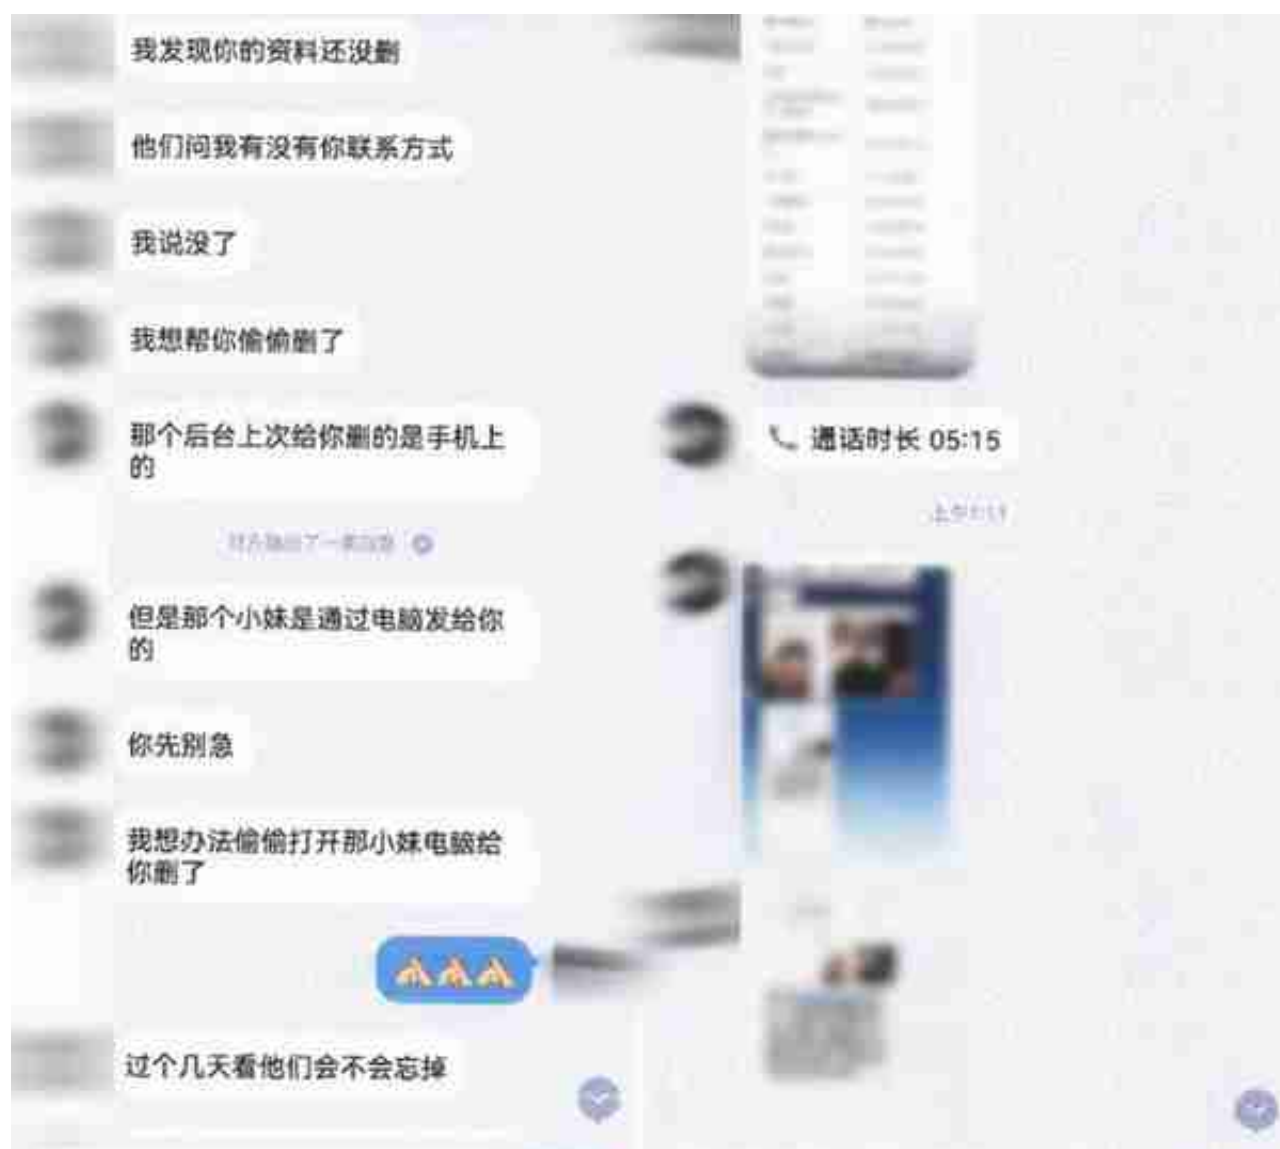 我发现你的资料还没删
他们问我有没有你联系方式
我说没了
我想帮你偷偷删了
那个后台上次给你删的是手机上
的
但是那个小妹是通过电脑发给你
的
你先别急
我想办法偷偷打开那小妹电脑给
你删了
过个几天看他们会不会忘掉
通话时长 05:15